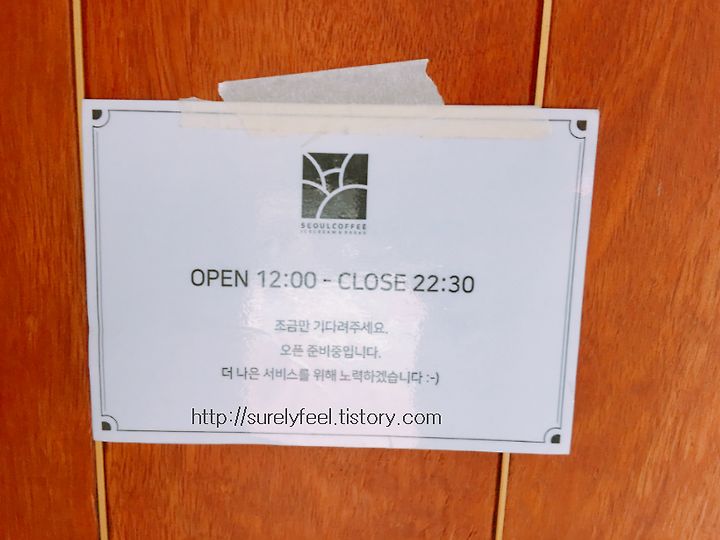 SEOULCOFFEE
ICECREAM & BREAD
OPEN 12:00 - CLOSE 22:30
조금만 기다려주세요.
오픈 준비중입니다.
더 나은 서비스를 위해 노력하겠습니다 :-)
http://surelyfeel.tistory.com